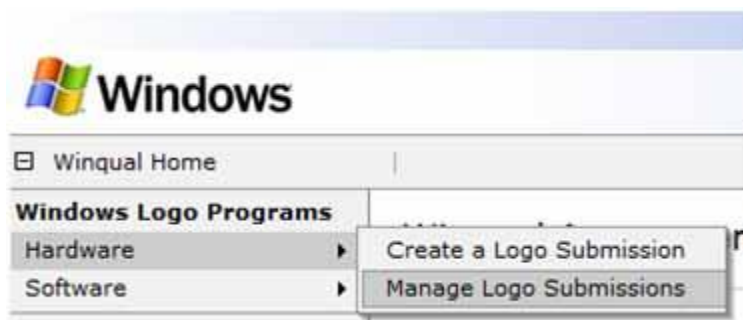 Windows
Winqual Home
Windows Logo Programs
Hardware
Create a Logo Submission
Software
Manage Logo Submissions